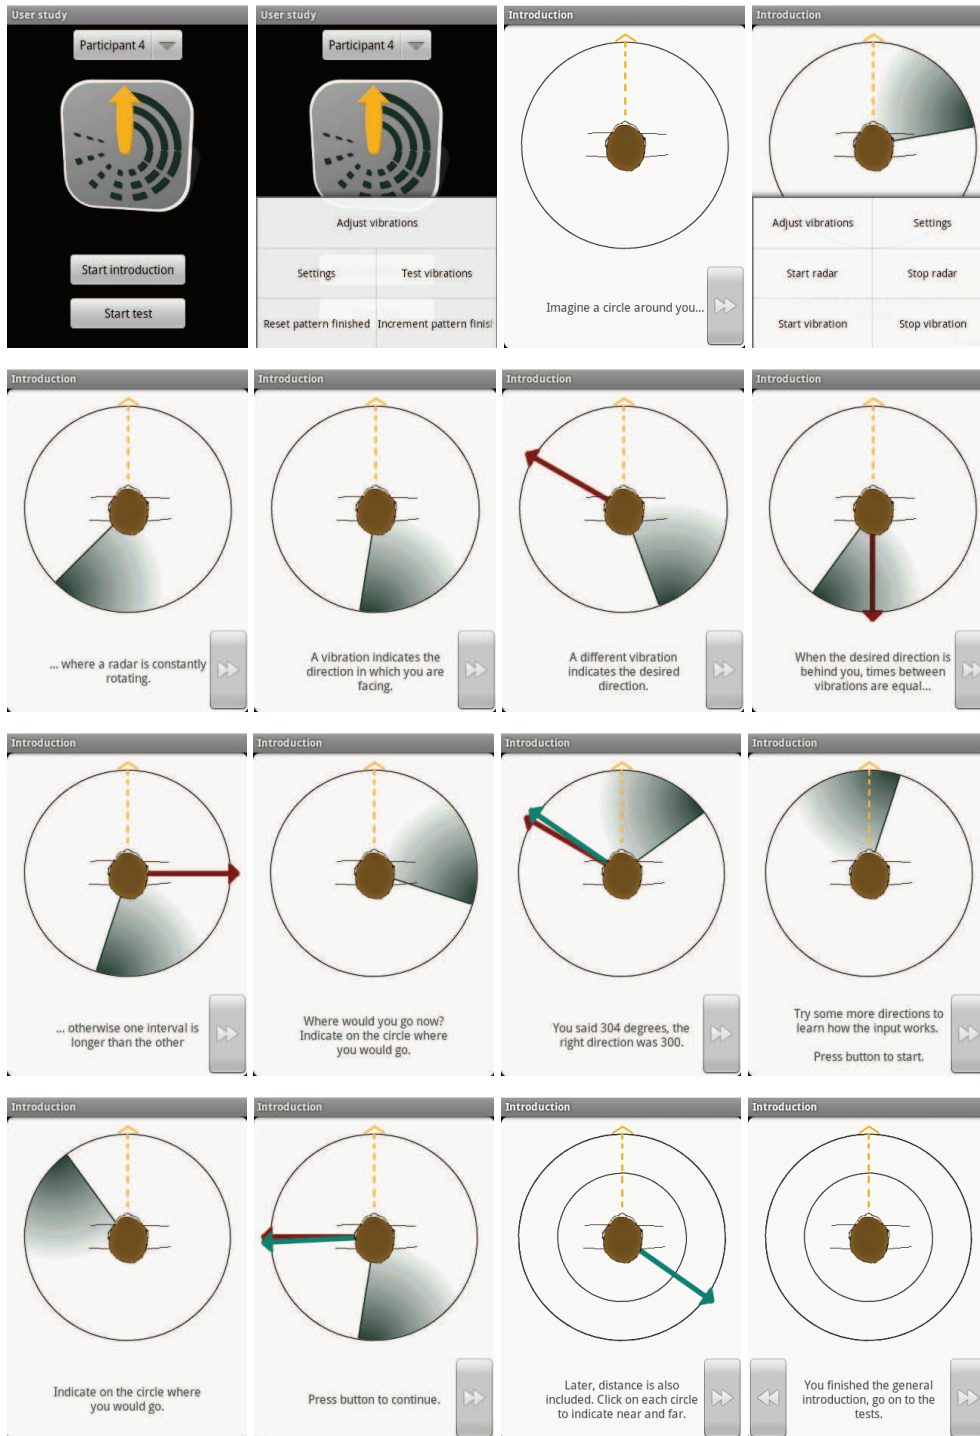 User study
Participant 4
Start introduction
Start test
User study
Participant 4
Adjust vibrations
Settings
Test vibrations
Reset pattern finished
Increment pattern finis
Introduction
Imagine a circle around you...
Introduction
Adjust vibrations
Settings
Start radar
Stop radar
Start vibration
Stop vibration
Introduction
... where a radar is constantly
rotating.
Introduction
A vibration indicates the
direction in which you are
facing.
Introduction
A different vibration
indicates the desired
direction.
Introduction
When the desired direction is
behind you, times between
vibrations are equal...
Introduction
... otherwise one interval is
longer than the other
Introduction
Where would you go now?
Indicate on the circle where
you would go.
Introduction
You said 304 degrees, the
right direction was 300.
Introduction
Try some more directions to
learn how the input works.
Press button to start.
Introduction
Indicate on the circle where
you would go.
Introduction
Press button to continue.
Introduction
Later, distance is also
included. Click on each circle
to indicate near and far.
Introduction
You finished the general
introduction, go on to the
tests.